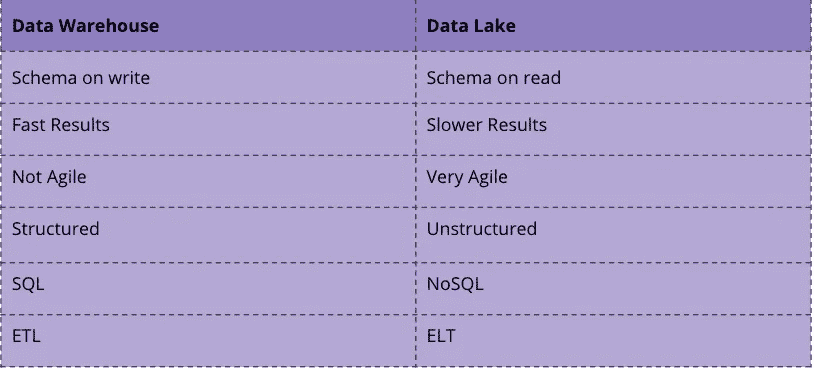 Data Warehouse Data Lake
Schema on write Schema on read
Fast Results Slower Results
Not Agile Very Agile
Structured Unstructured
SQL NoSQL
ETL ELT